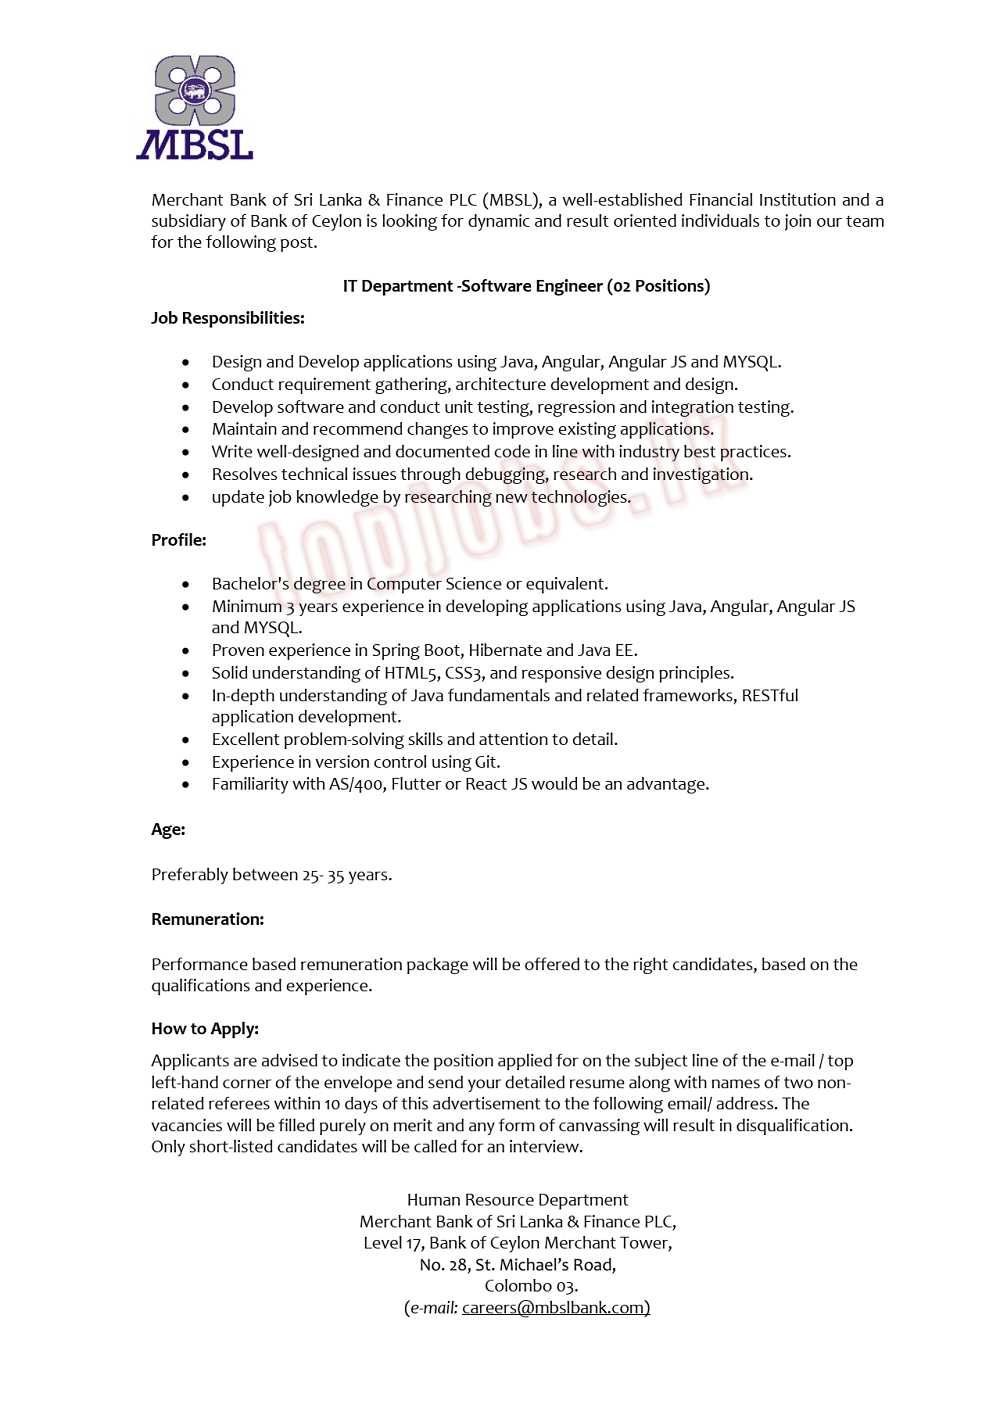 MBSL
Merchant Bank of Sri Lanka & Finance PLC (MBSL), a well-established Financial Institution and a
subsidiary of Bank of Ceylon is looking for dynamic and result oriented individuals to join our team
for the following post.
IT Department -Software Engineer (02 Positions)
Job Responsibilities:
• Design and Develop applications using Java, Angular, Angular JS and MYSQL.
• Conduct requirement gathering, architecture development and design.
• Develop software and conduct unit testing, regression and integration testing.
• Maintain and recommend changes to improve existing applications.
• Write well-designed and documented code in line with industry best practices.
• Resolves technical issues through debugging, research and investigation.
• update job knowledge by researching new technologies.
topjobs.lk
Profile:
• Bachelor's degree in Computer Science or equivalent.
• Minimum 3 years experience in developing applications using Java, Angular, Angular JS
and MYSQL.
• Proven experience in Spring Boot, Hibernate and Java EE.
• Solid understanding of HTML5, CSS3, and responsive design principles.
• In-depth understanding of Java fundamentals and related frameworks, RESTful
application development.
• Excellent problem-solving skills and attention to detail.
• Experience in version control using Git.
• Familiarity with AS/400, Flutter or React JS would be an advantage.
Age:
Preferably between 25- 35 years.
Remuneration:
Performance based remuneration package will be offered to the right candidates, based on the
qualifications and experience.
How to Apply:
Applicants are advised to indicate the position applied for on the subject line of the e-mail / top
left-hand corner of the envelope and send your detailed resume along with names of two non-
related referees within 10 days of this advertisement to the following email/ address. The
vacancies will be filled purely on merit and any form of canvassing will result in disqualification.
Only short-listed candidates will be called for an interview.
Human Resource Department
Merchant Bank of Sri Lanka & Finance PLC,
Level 17, Bank of Ceylon Merchant Tower,
No. 28, St. Michael’s Road,
Colombo 03.
(e-mail: careers@mbslbank.com)